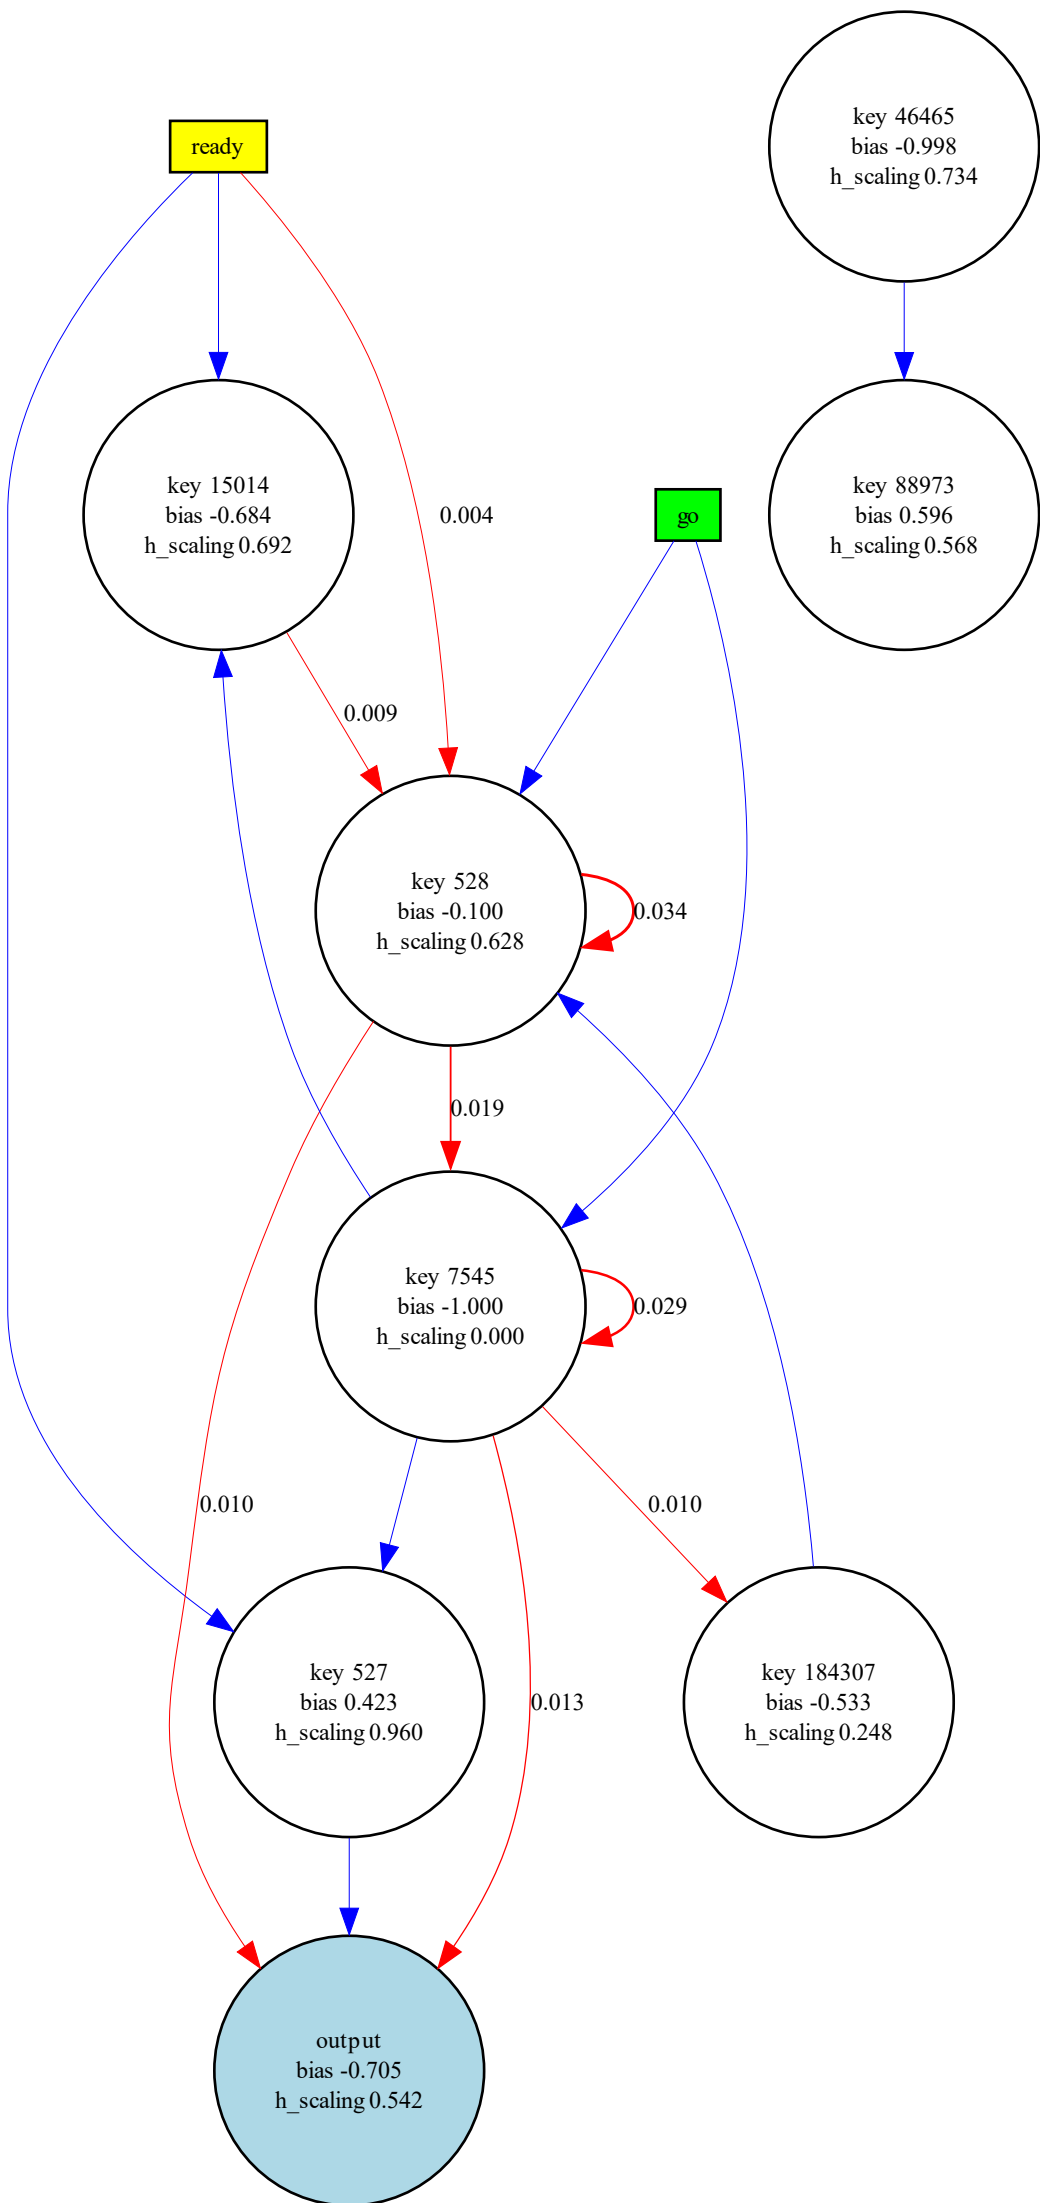 key 46465
bias -0.998
h_scaling 0.734
ready
key 15014
bias -0.684
h_scaling 0.692
0.004
go
key 88973
bias 0.596
h_scaling 0.568
0.009
key 528
bias -0.100
h_scaling 0.628
0.034
0.019
key 7545
bias -1.000
h_scaling 0.000
0.029
0.010
0.010
key 527
bias 0.423
h_scaling 0.960
0.013
key 184307
bias -0.533
h_scaling 0.248
output
bias -0.705
h_scaling 0.542